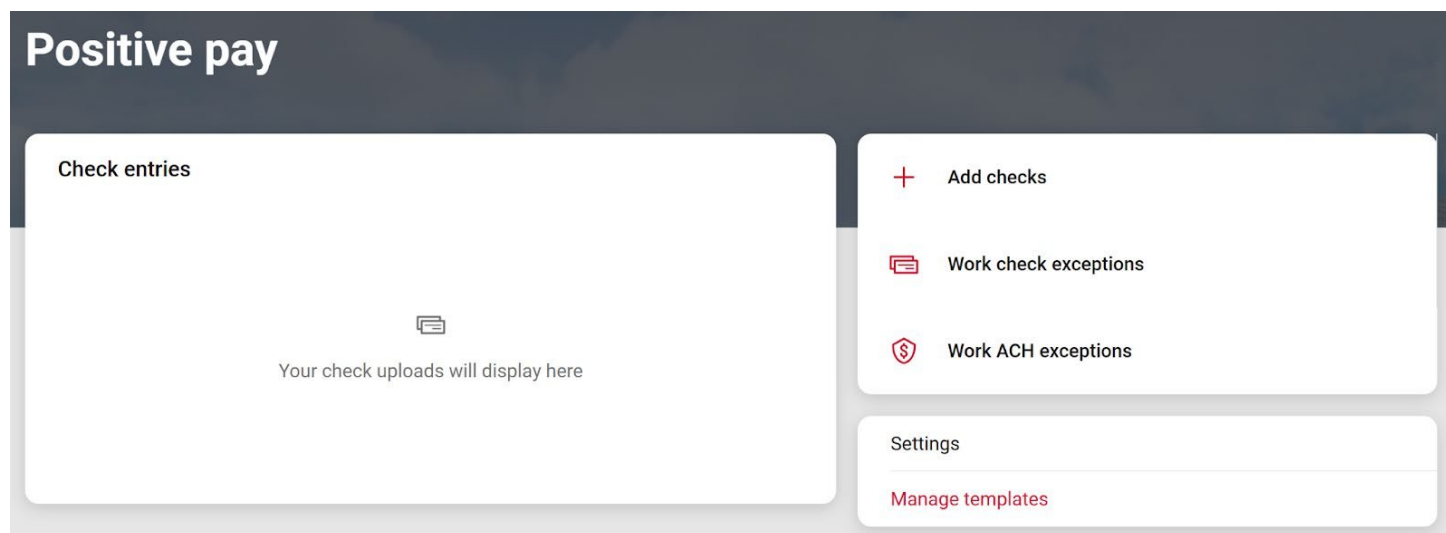 Positive pay
Check entries
Your check uploads will display here
Add checks
Work check exceptions
Work ACH exceptions
Settings
Manage templates